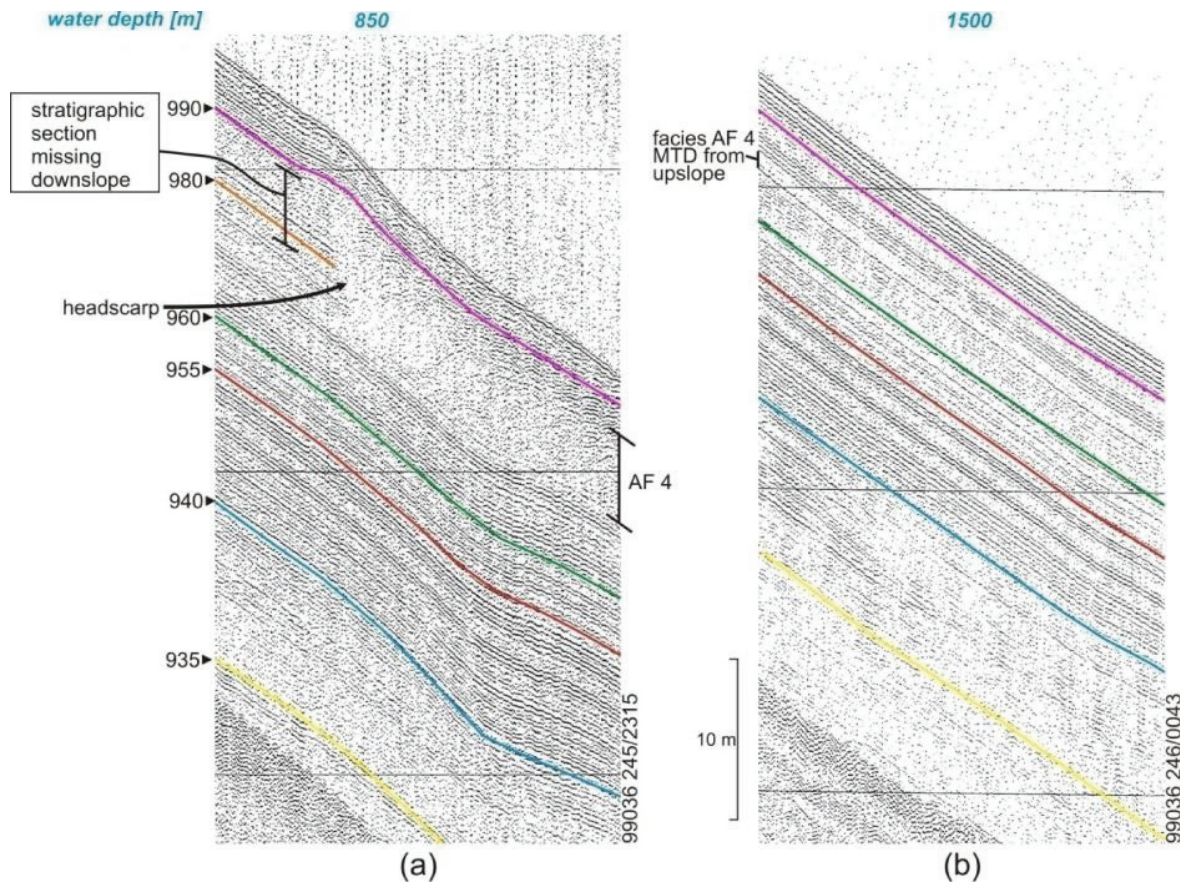 water depth [m] 850 1500
stratigraphic
section
missing
downslope
990
980
headscarp
960
955
940
935
AF 4
99036 245/2315
(a)
facies AF 4
MTD from
upslope
10 m
99036 246/0043
(b)